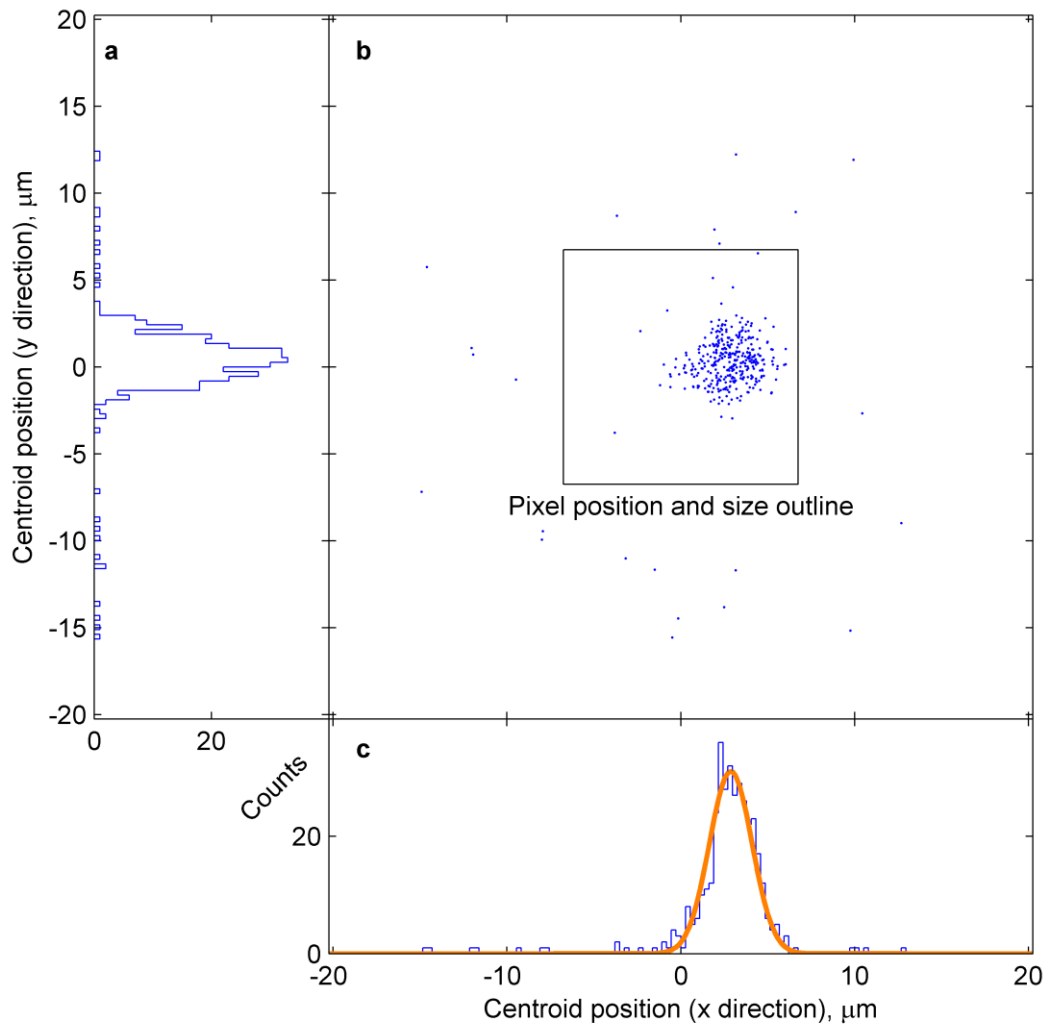 a
b
20
15
10
5
0
-5
-10
-15
-20
Centroid position (y direction), μm
Pixel position and size outline
0
20
Counts
c
20
0
-20
-10
0
10
20
Centroid position (x direction), μm